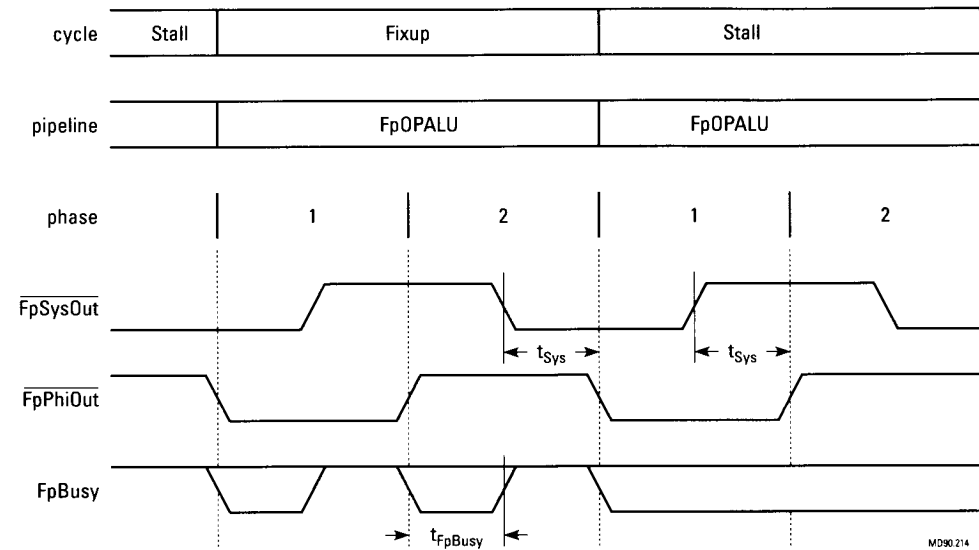 cycle Stall Fixup Stall
pipeline FpOPALU FpOPALU
phase 1 2 1 2
FpSysOut
tSys tSys
FpPhiOut
FpBusy
tFpBusy
MD90.214